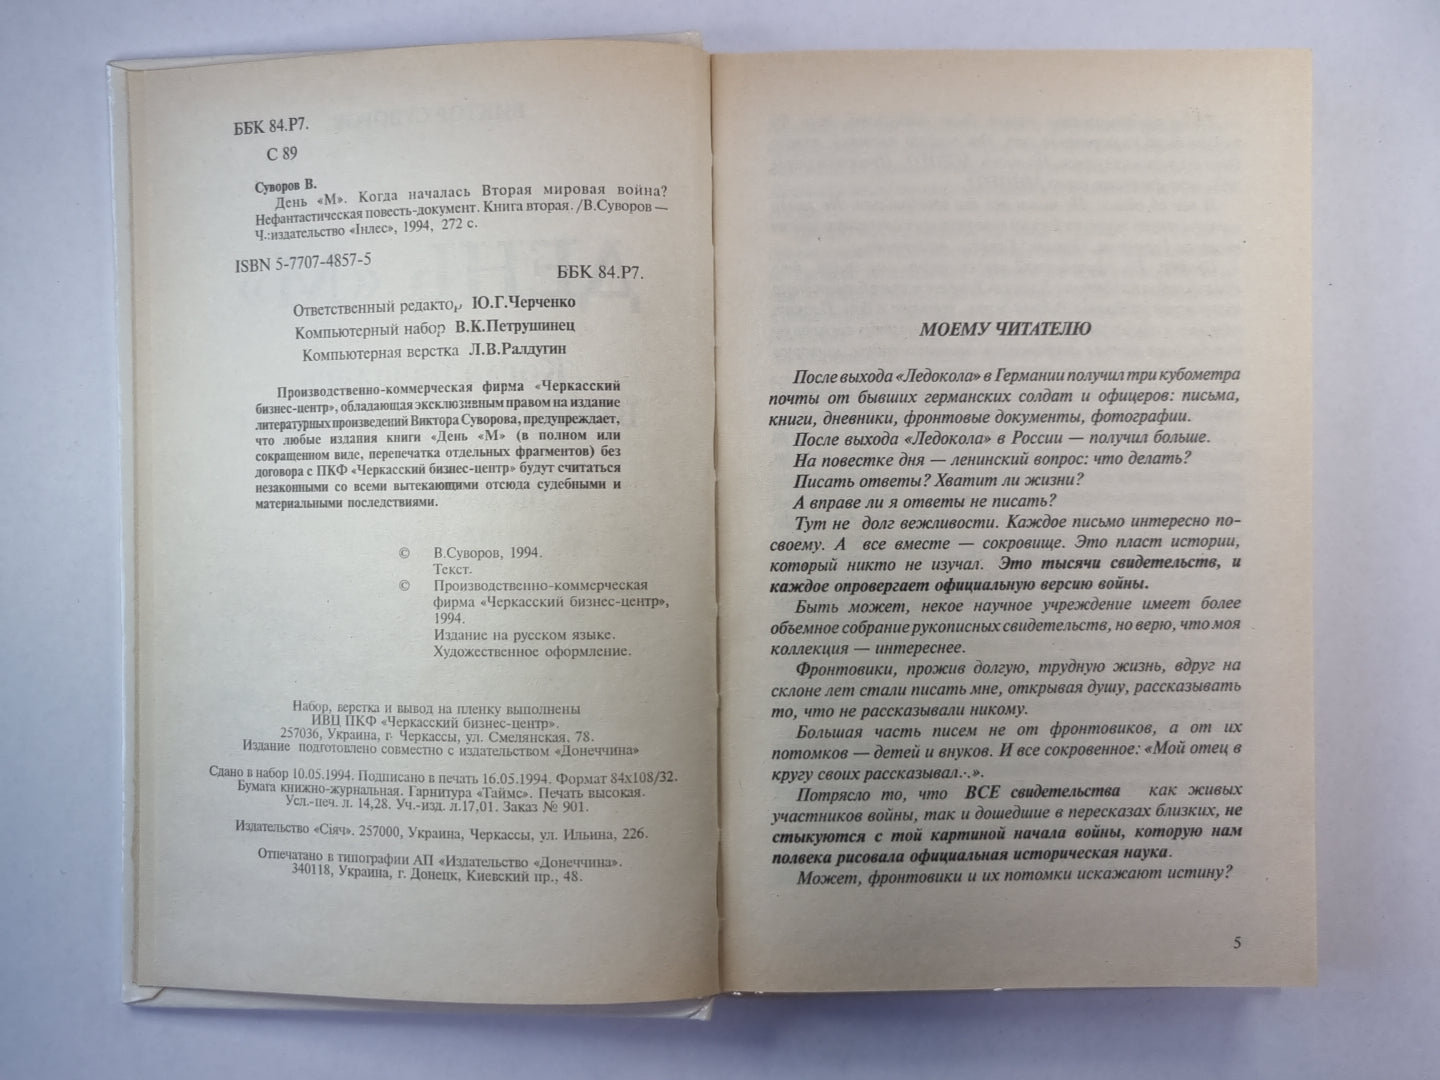 ББК 84.Р7.
С 89
Суворов В.
День «М». Когда началась Вторая мировая война?
Нефантастическая повесть-документ. Книга вторая. /В.Суворов —
Ч.:издательство «Інлес», 1994, 272 с.
ISBN 5-7707-4857-5
ББК 84.Р7.
Ответственный редактор Ю.Г.Черченко
Компьютерный набор В.К.Петрушинец
Компьютерная верстка Л.В.Ралдугин
Производственно-коммерческая фирма «Черкасский
бизнес-центр», обладающая эксклюзивным правом на издание
литературных произведений Виктора Суворова, предупреждает,
что любые издания книги «День «М» (в полном или
сокращенном виде, перепечатка отдельных фрагментов) без
договора с ПКФ «Черкасский бизнес-центр» будут считаться
незаконными со всеми вытекающими отсюда судебными и
материальными последствиями.
© В.Суворов, 1994.
Текст.
© Производственно-коммерческая
фирма «Черкасский бизнес-центр»,
1994.
Издание на русском языке.
Художественное оформление.
Набор, верстка и вывод на пленку выполнены
ИВЦ ПКФ «Черкасский бизнес-центр».
257036, Украина, г. Черкассы, ул. Смелянская, 78.
Издание подготовлено совместно с издательством «Донеччина»
Сдано в набор 10.05.1994. Подписано в печать 16.05.1994. Формат 84х108/32.
Бумага книжно-журнальная. Гарнитура «Таймс». Печать высокая.
Усл.-печ. л. 14,28. Уч.-изд. л.17,01. Заказ № 901.
Издательство «Сіяч». 257000, Украина, Черкассы, ул. Ильина, 226.
Отпечатано в типографии АП «Издательство «Донеччина».
340118, Украина, г. Донецк, Киевский пр., 48.
МОЕМУ ЧИТАТЕЛЮ
После выхода «Ледокола» в Германии получил три кубометра
почты от бывших германских солдат и офицеров: письма,
книги, дневники, фронтовые документы, фотографии.
После выхода «Ледокола» в России — получил больше.
На повестке дня — ленинский вопрос: что делать?
Писать ответы? Хватит ли жизни?
А вправе ли я ответы не писать?
Тут не долг вежливости. Каждое письмо интересно по-
своему. А все вместе — сокровище. Это пласт истории,
который никто не изучал. Это тысячи свидетельств, и
каждое опровергает официальную версию войны.
Быть может, некое научное учреждение имеет более
объемное собрание рукописных свидетельств, но верю, что моя
коллекция — интереснее.
Фронтовики, прожив долгую, трудную жизнь, вдруг на
склоне лет стали писать мне, открывая душу, рассказывать
то, что не рассказывали никому.
Большая часть писем не от фронтовиков, а от их
потомков — детей и внуков. И все сокровенное: «Мой отец в
кругу своих рассказывал...».
Потрясло то, что ВСЕ свидетельства как живых
участников войны, так и дошедшие в пересказах близких, не
стыкуются с той картиной начала войны, которую нам
полвека рисовала официальная историческая наука.
Может, фронтовики и их потомки искажают истину?
5